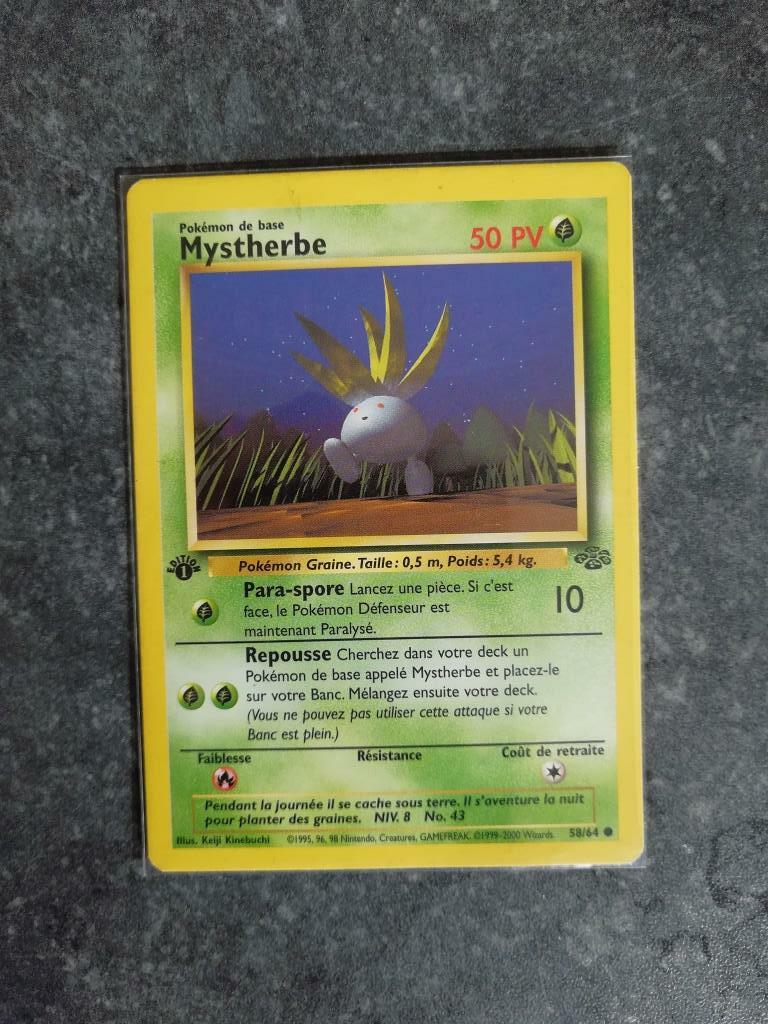 Pokémon de base
Mystherbe
50 PV
EDITION
1
Pokémon Graine. Taille: 0,5 m, Poids: 5,4 kg.
Para-spore Lancez une pièce. Si c'est
face, le Pokémon Défenseur est
maintenant Paralysé.
10
Repousse Cherchez dans votre deck un
Pokémon de base appelé Mystherbe et placez-le
sur votre Banc. Mélangez ensuite votre deck.
(Vous ne pouvez pas utiliser cette attaque si votre
Banc est plein.)
Faiblesse
Résistance
Coût de retraite
Pendant la journée il se cache sous terre. Il s'aventure la nuit
pour planter des graines. NIV. 8 No. 43
Illus. Keiji Kinebuchi ©1995, 96, 98 Nintendo, Creatures, GAMEFREAK. ©1999-2000 Wizards. 58/64